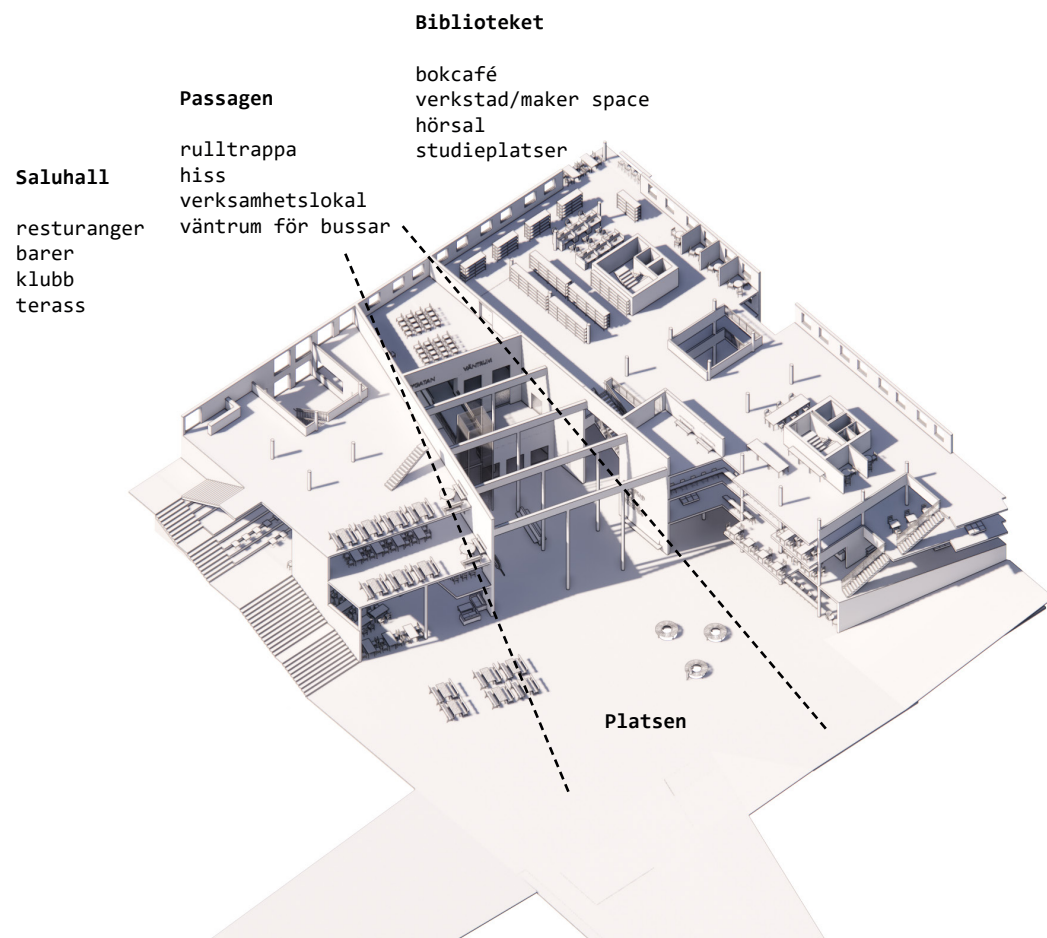 Biblioteket
bokcafé
verkstad/maker space
hörsal
studieplatser
Passagen
rulltrappa
hiss
verksamhetslokal
väntrum för bussar
Saluhall
resturanger
barer
klubb
terass
VÄNTRUM
Platsen